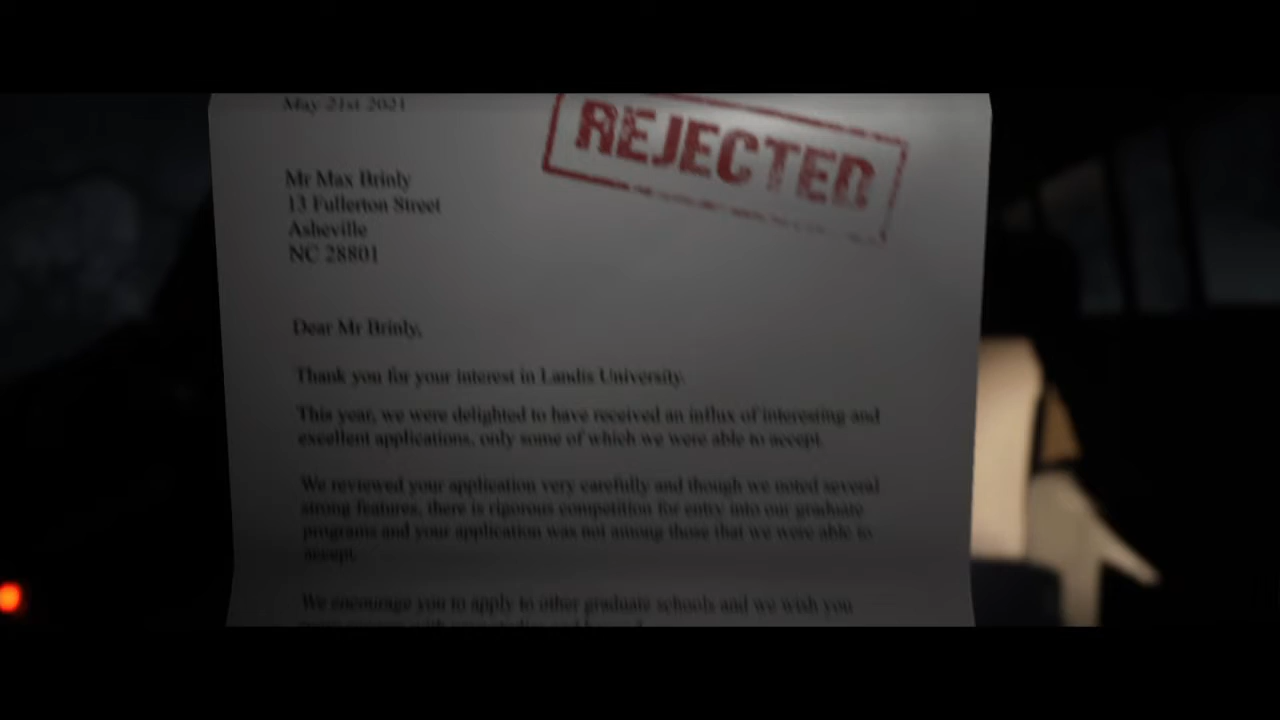 May 21st 2021
REJECTED
Mr Max Brinly
13 Fullerton Street
Asheville
NC 28801
Dear Mr Brinly,
Thank you for your interest in Landis University.
This year, we were delighted to have received an influx of interesting and
excellent applications, only some of which we were able to accept.
We reviewed your application very carefully and though we noted several
strong features, there is rigorous competition for entry into our graduate
programs and your application was not among those that we were able to
accept.
We encourage you to apply to other graduate schools and we wish you